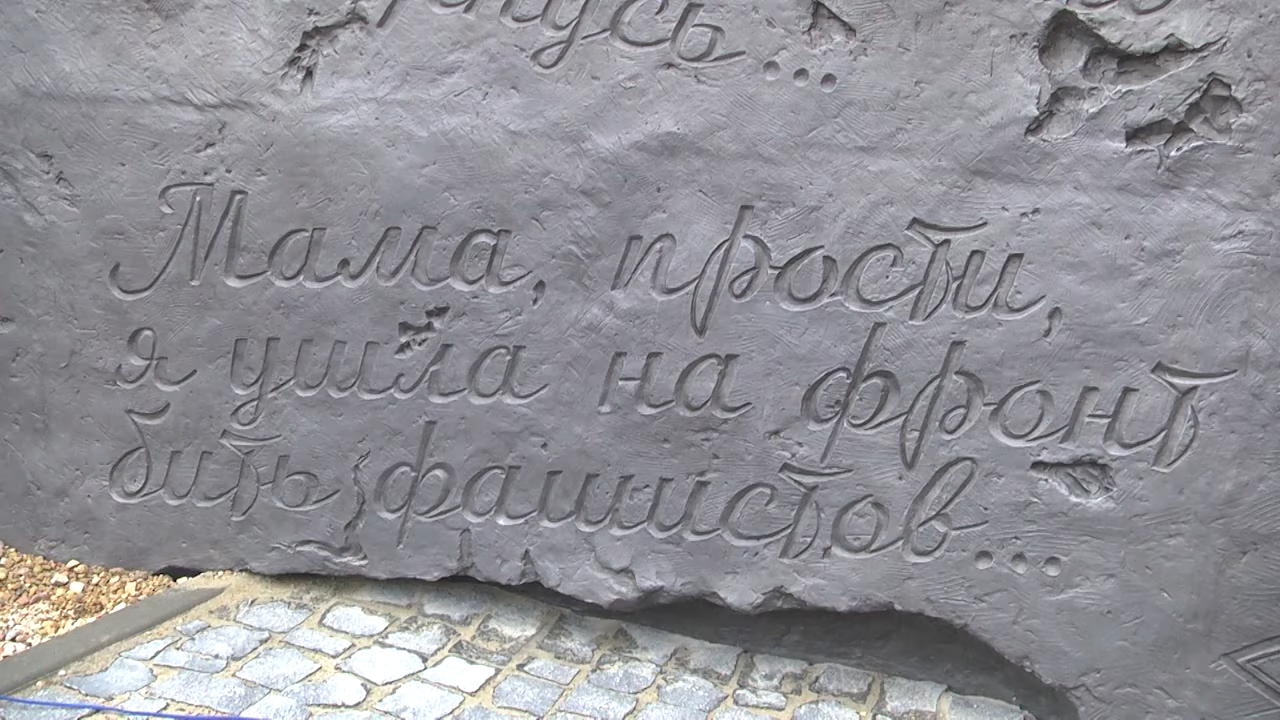 Мама, прости,
я ушла на фронт
бить фашистов...